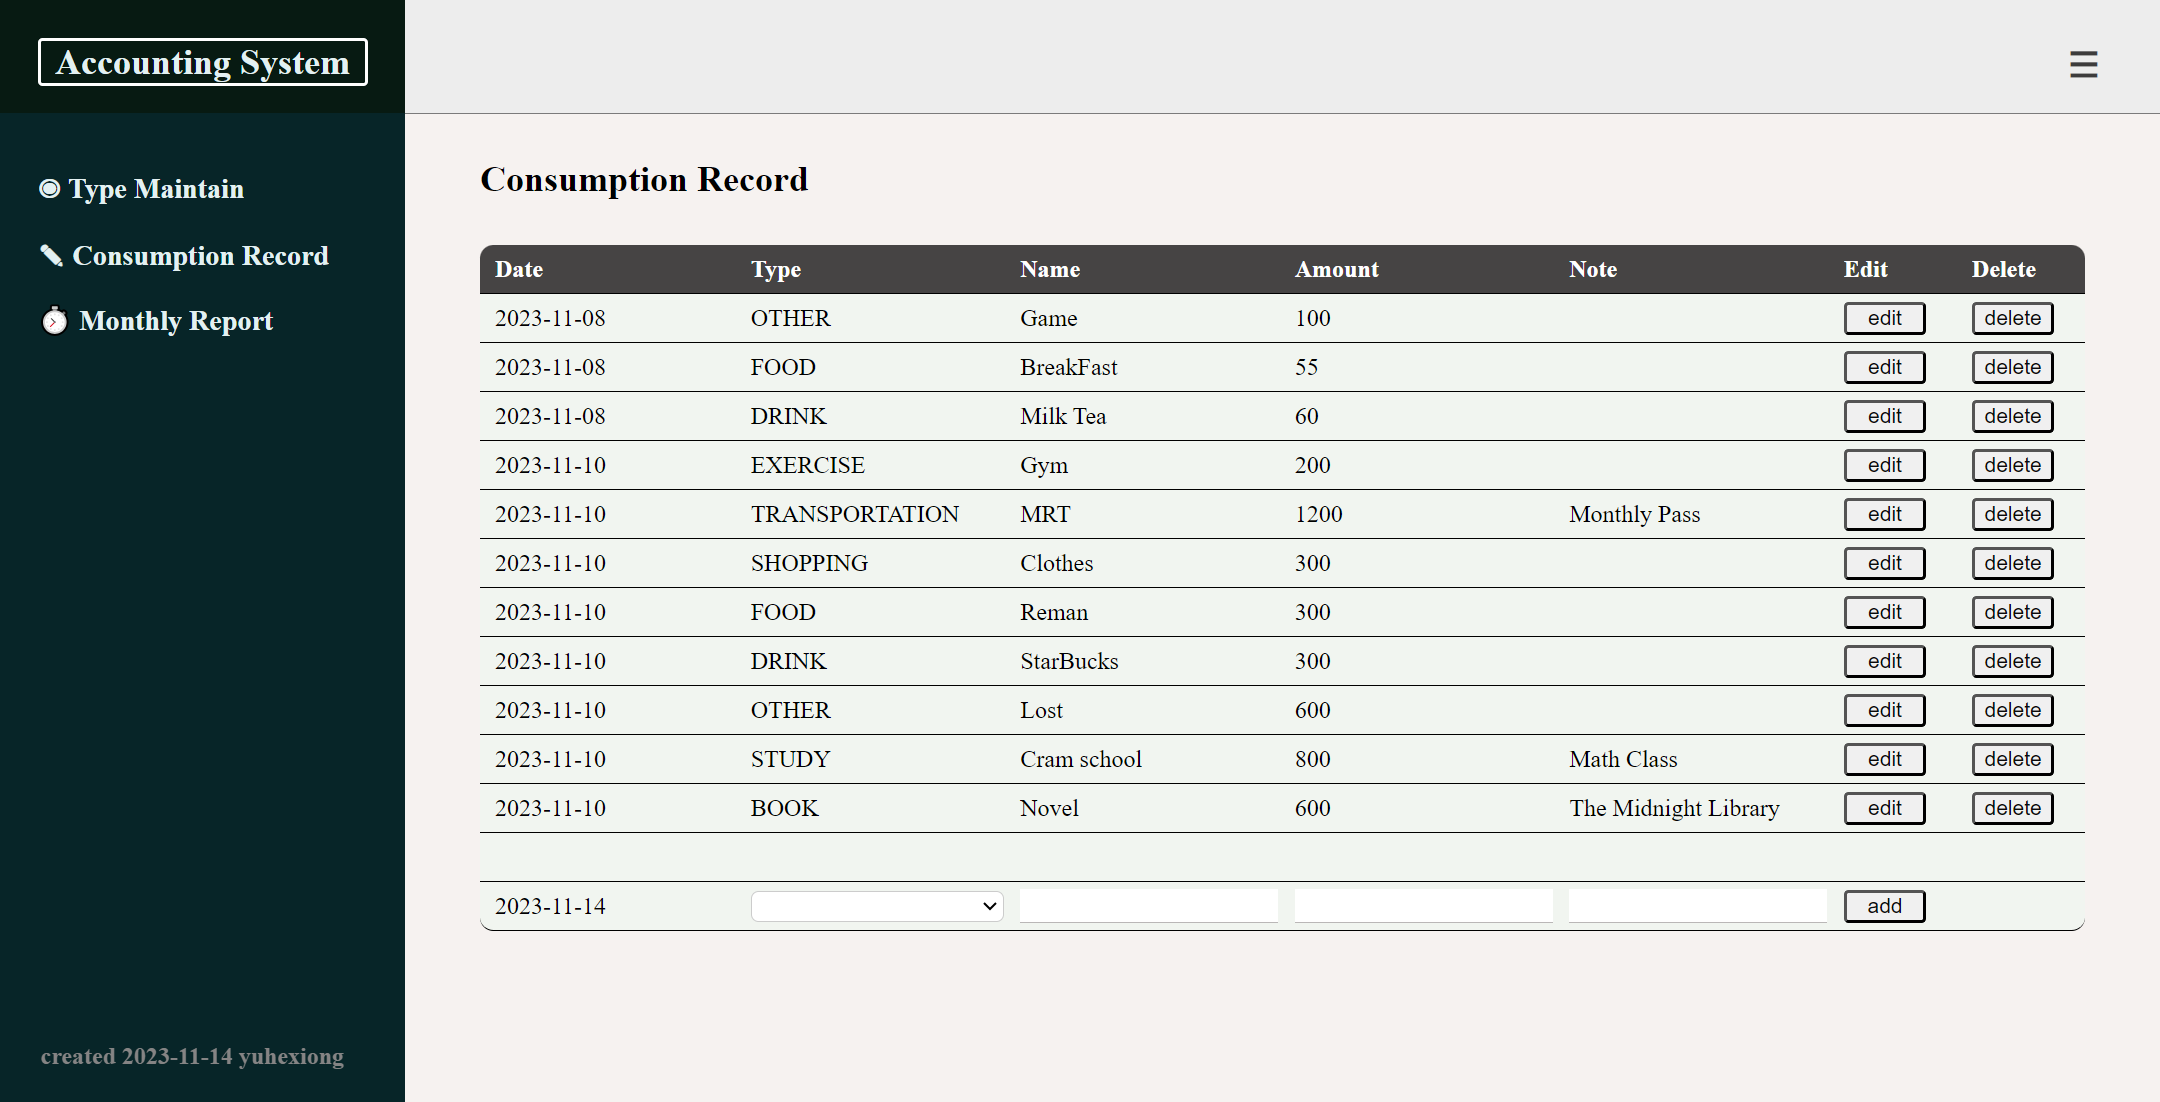 Accounting System
Type Maintain
Consumption Record
Monthly Report
created 2023-11-14 yuhexiong
Consumption Record
Date Type Name Amount Note Edit Delete
2023-11-08 OTHER Game 100 edit delete
2023-11-08 FOOD BreakFast 55 edit delete
2023-11-08 DRINK Milk Tea 60 edit delete
2023-11-10 EXERCISE Gym 200 edit delete
2023-11-10 TRANSPORTATION MRT 1200 Monthly Pass edit delete
2023-11-10 SHOPPING Clothes 300 edit delete
2023-11-10 FOOD Reman 300 edit delete
2023-11-10 DRINK StarBucks 300 edit delete
2023-11-10 OTHER Lost 600 edit delete
2023-11-10 STUDY Cram school 800 Math Class edit delete
2023-11-10 BOOK Novel 600 The Midnight Library edit delete
2023-11-14 add